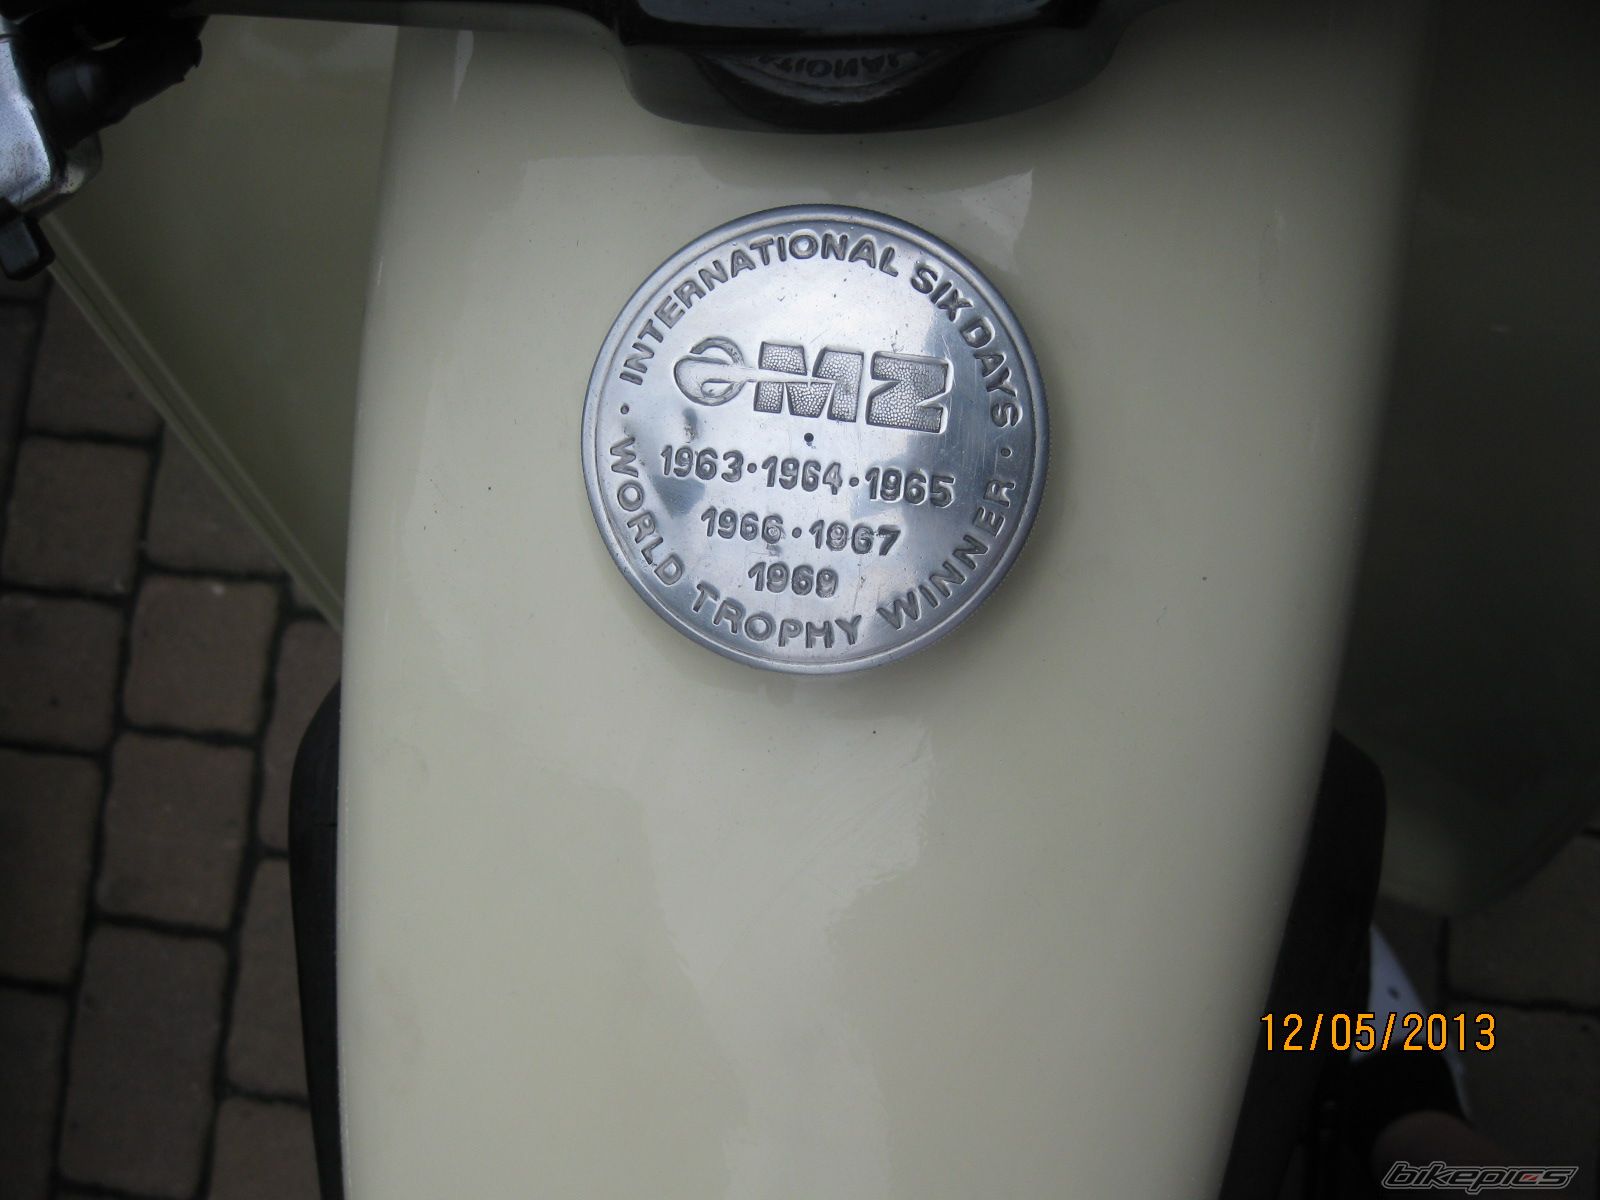 INTERNATIONAL SIX DAYS
MZ
1963 · 1964 · 1965
1966 · 1967
1969
· WORLD TROPHY WINNER ·
12/05/2013
bikepics